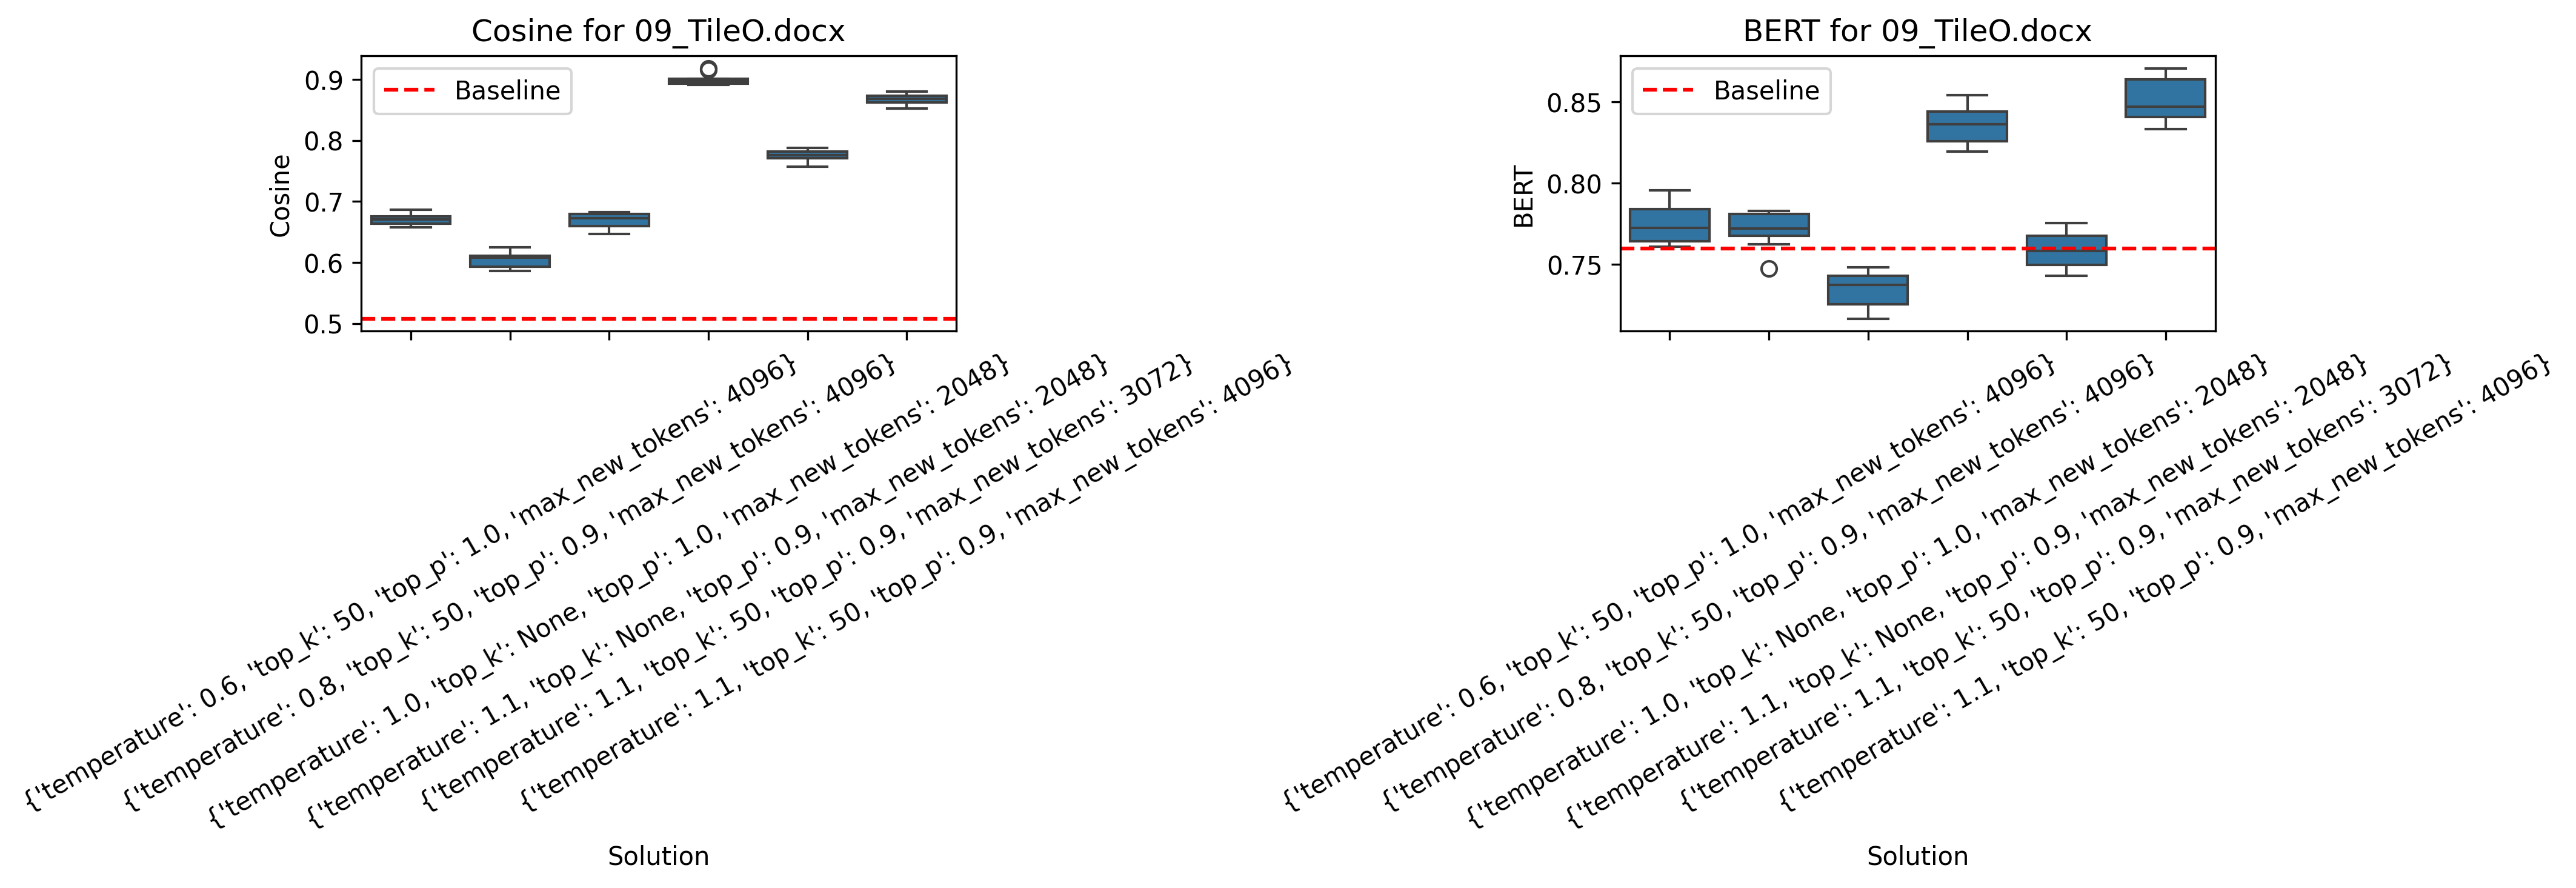 Cosine for 09_TileO.docx
Baseline
Cosine
0.9
0.8
0.7
0.6
0.5
{'temperature': 0.6, 'top_k': 50, 'top_p': 1.0, 'max_new_tokens': 4096}
{'temperature': 0.8, 'top_k': 50, 'top_p': 0.9, 'max_new_tokens': 4096}
{'temperature': 1.0, 'top_k': None, 'top_p': 1.0, 'max_new_tokens': 2048}
{'temperature': 1.1, 'top_k': None, 'top_p': 0.9, 'max_new_tokens': 2048}
{'temperature': 1.1, 'top_k': 50, 'top_p': 0.9, 'max_new_tokens': 3072}
{'temperature': 1.1, 'top_k': 50, 'top_p': 0.9, 'max_new_tokens': 4096}
Solution
BERT for 09_TileO.docx
Baseline
BERT
0.85
0.80
0.75
{'temperature': 0.6, 'top_k': 50, 'top_p': 1.0, 'max_new_tokens': 4096}
{'temperature': 0.8, 'top_k': 50, 'top_p': 0.9, 'max_new_tokens': 4096}
{'temperature': 1.0, 'top_k': None, 'top_p': 1.0, 'max_new_tokens': 2048}
{'temperature': 1.1, 'top_k': None, 'top_p': 0.9, 'max_new_tokens': 2048}
{'temperature': 1.1, 'top_k': 50, 'top_p': 0.9, 'max_new_tokens': 3072}
{'temperature': 1.1, 'top_k': 50, 'top_p': 0.9, 'max_new_tokens': 4096}
Solution